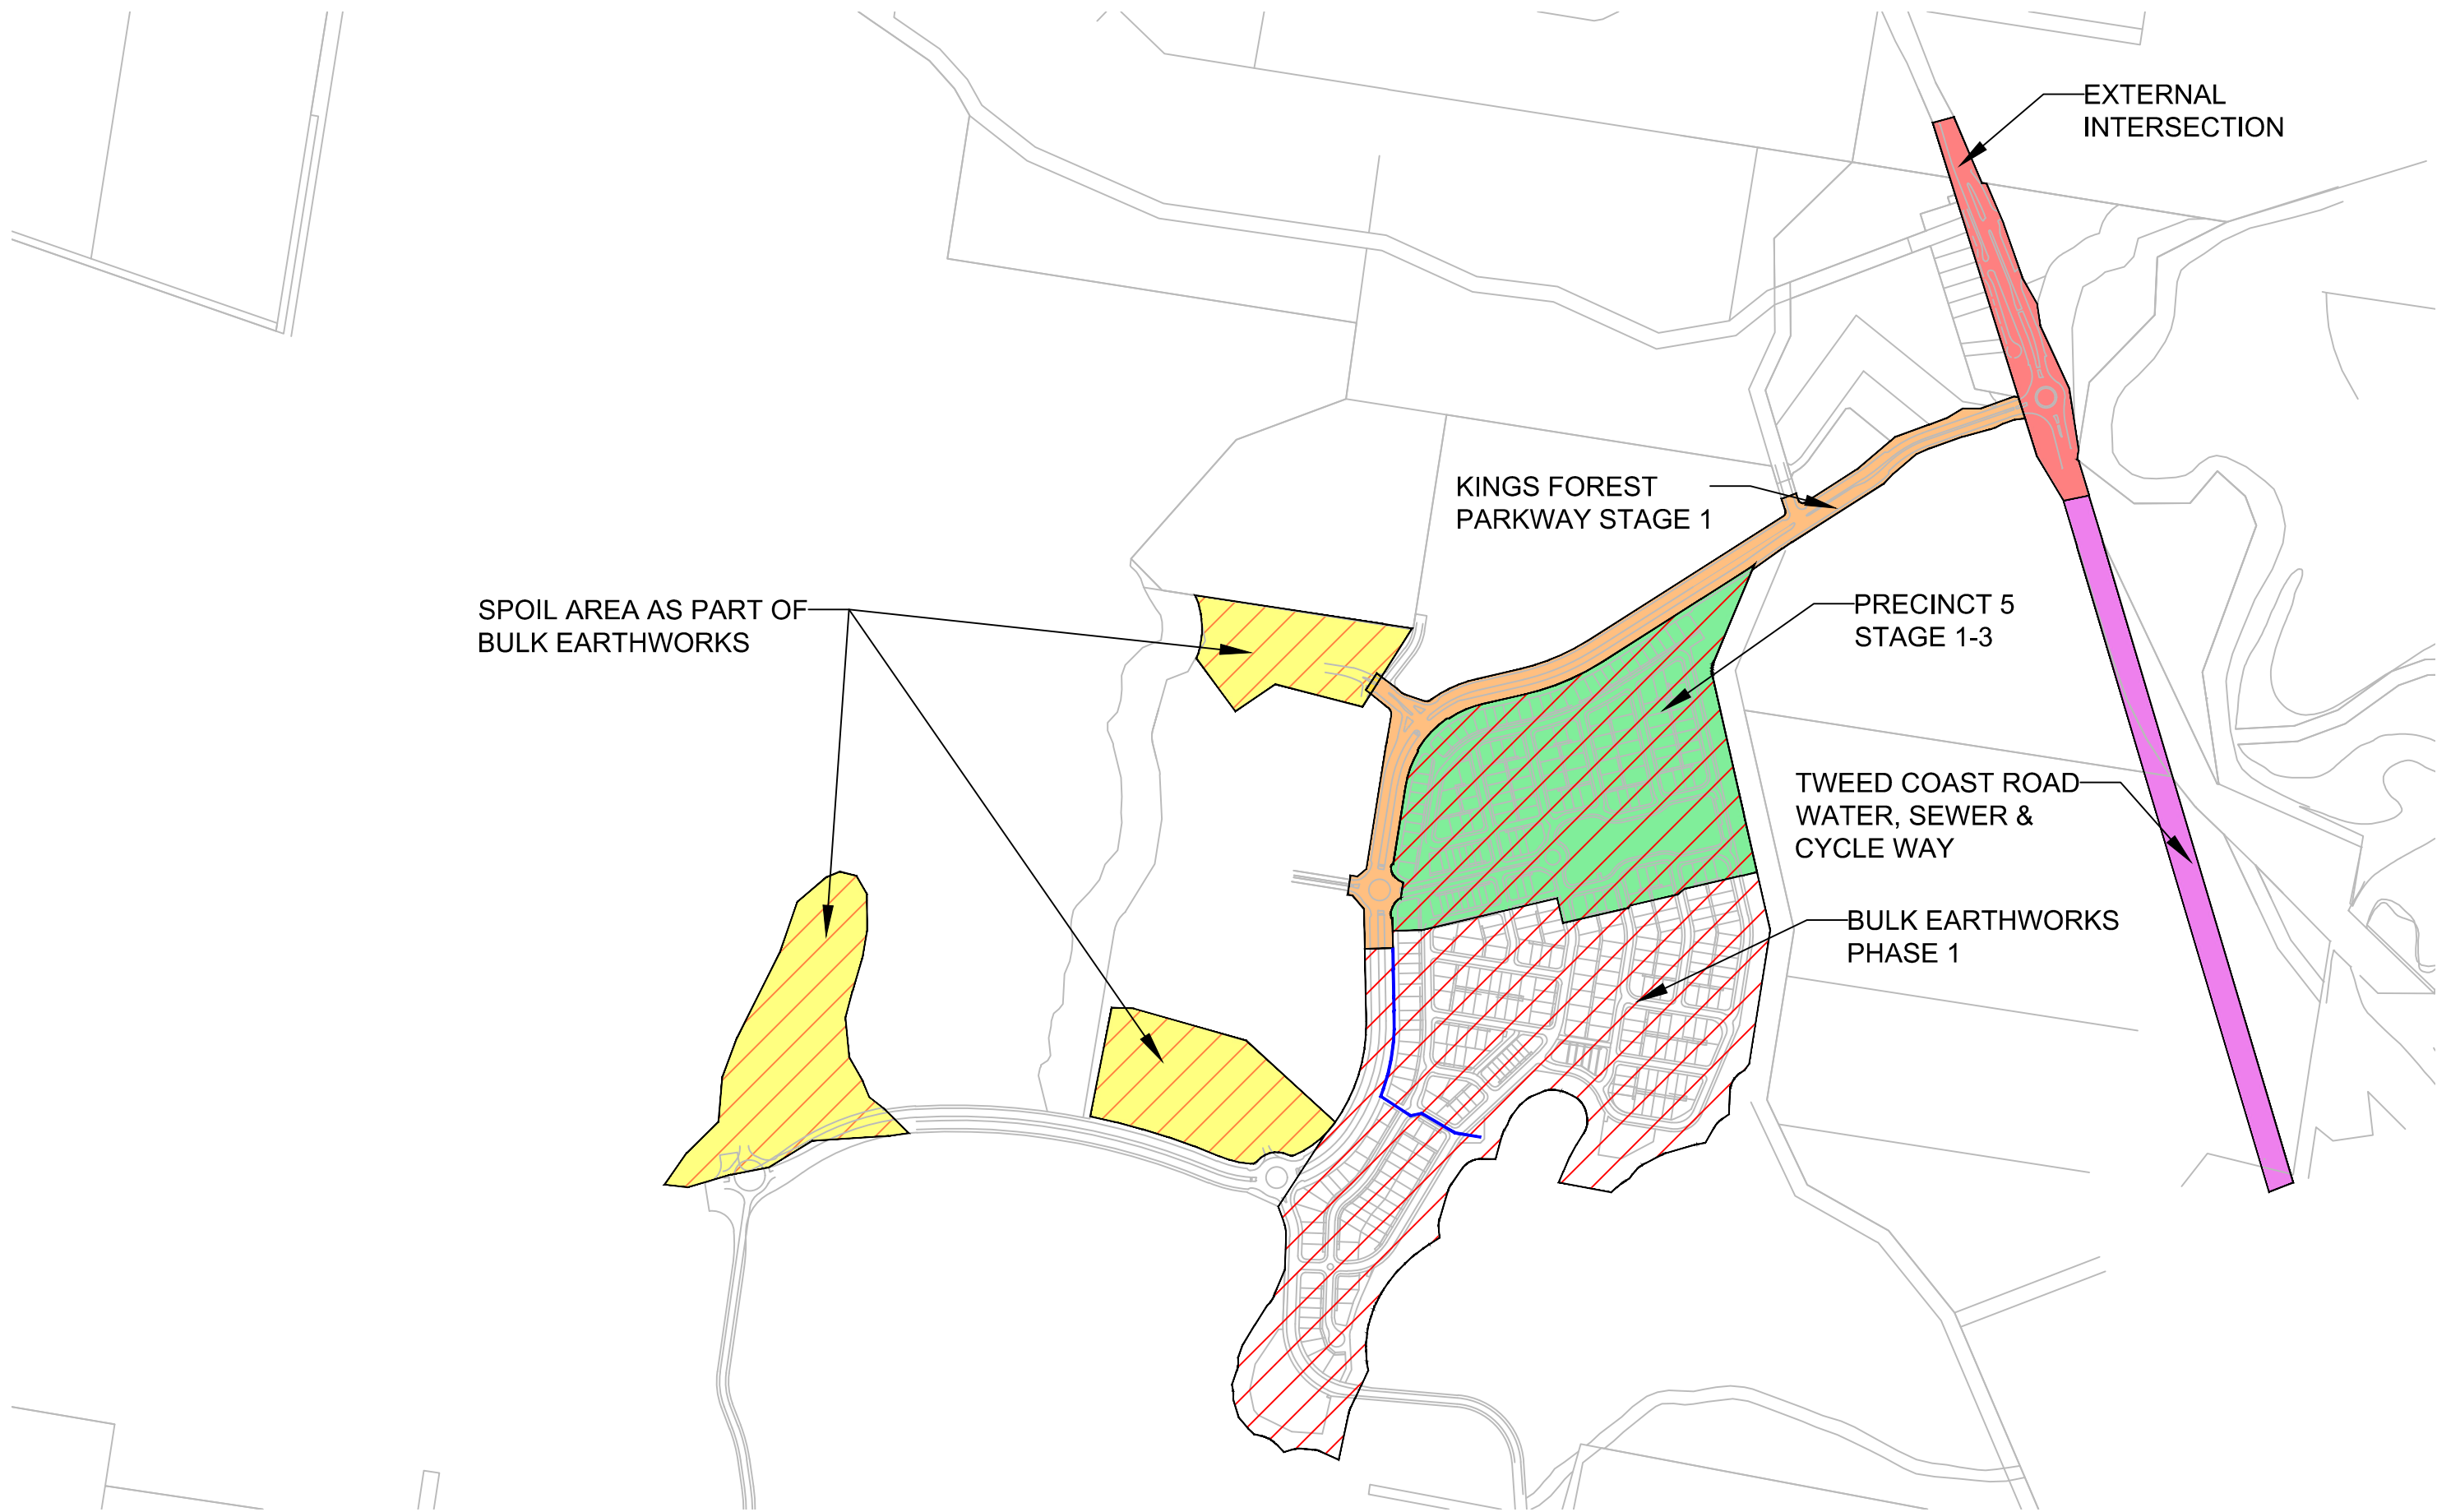 EXTERNAL
INTERSECTION
KINGS FOREST
PARKWAY STAGE 1
SPOIL AREA AS PART OF
BULK EARTHWORKS
PRECINCT 5
STAGE 1-3
TWEED COAST ROAD
WATER, SEWER &
CYCLE WAY
BULK EARTHWORKS
PHASE 1